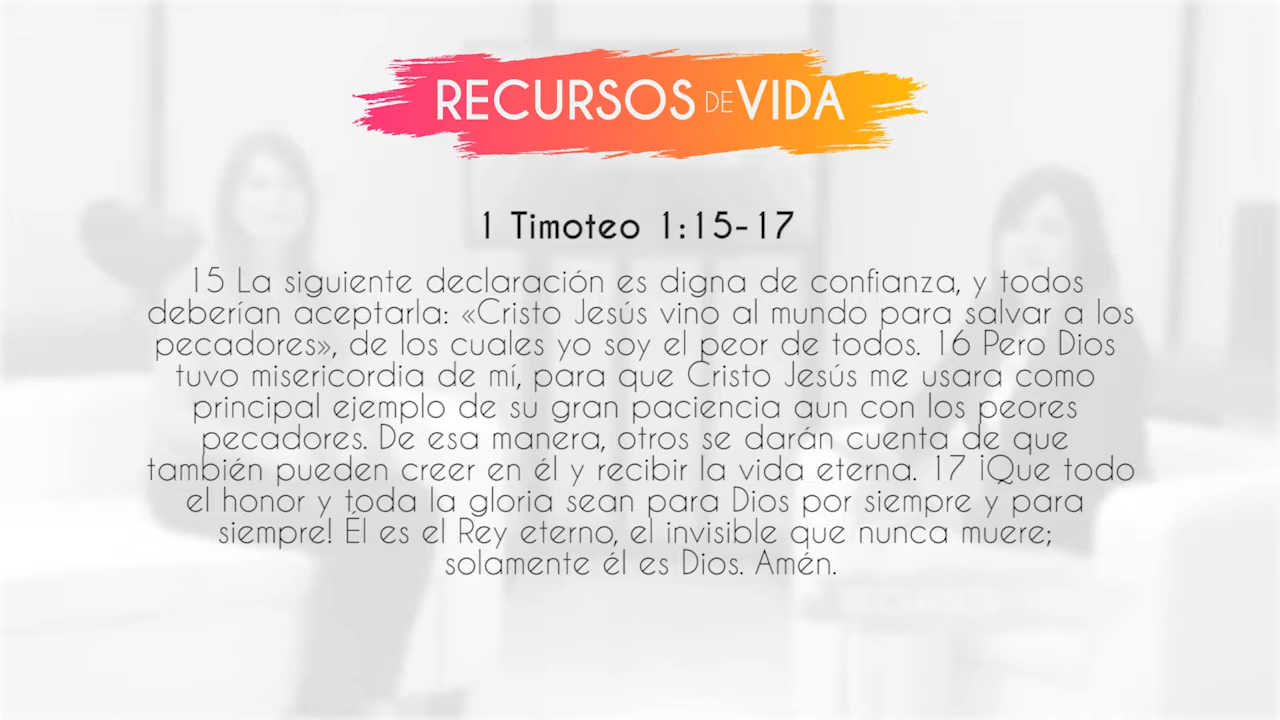 RECURSOS DE VIDA
1 Timoteo 1:15-17
15 La siguiente declaración es digna de confianza, y todos
deberían aceptarla: «Cristo Jesús vino al mundo para salvar a los
pecadores», de los cuales yo soy el peor de todos. 16 Pero Dios
tuvo misericordia de mí, para que Cristo Jesús me usara como
principal ejemplo de su gran paciencia aun con los peores
pecadores. De esa manera, otros se darán cuenta de que
también pueden creer en él y recibir la vida eterna. 17 ¡Que todo
el honor y toda la gloria sean para Dios por siempre y para
siempre! Él es el Rey eterno, el invisible que nunca muere;
solamente él es Dios. Amén.